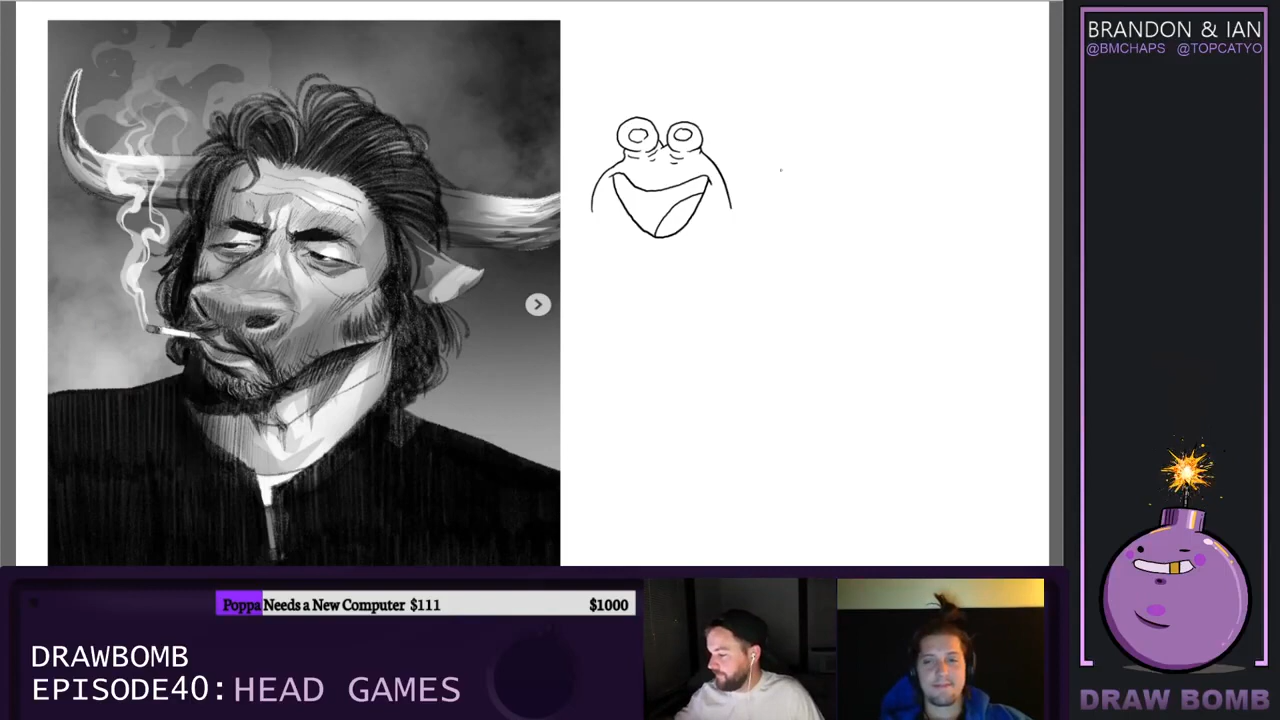 BRANDON & IAN
@BMCHAPS @TOPCATYO
Poppa Needs a New Computer $111 $1000
DRAWBOMB
EPISODE40: HEAD GAMES
DRAW BOMB